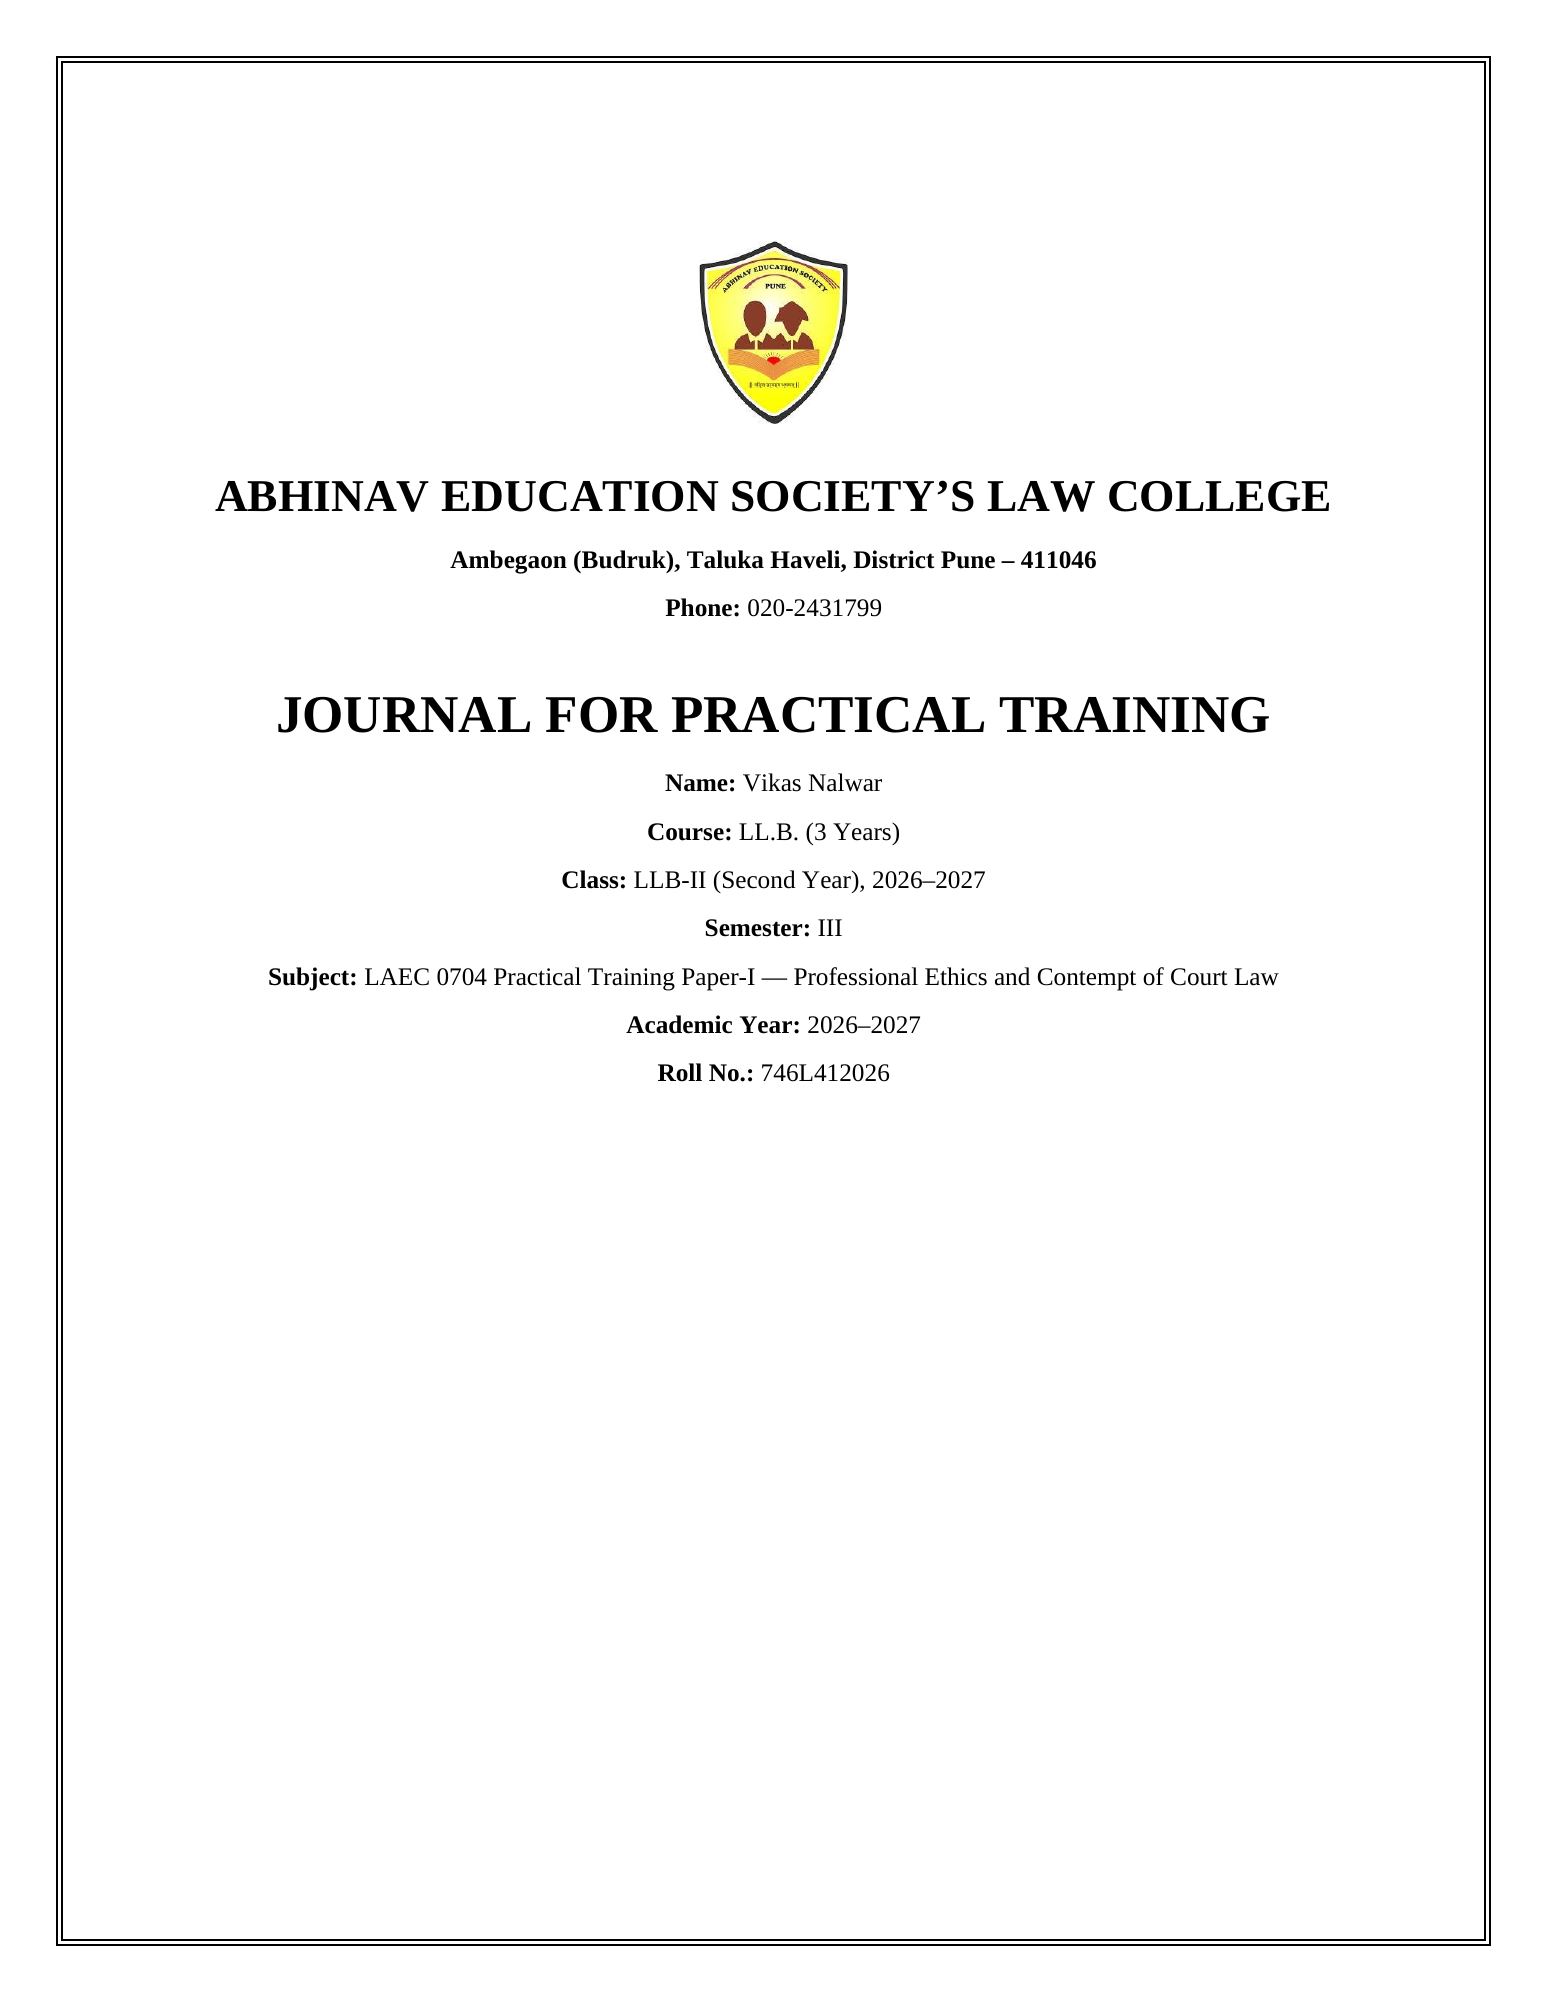 ABHINAV EDUCATION SOCIETY
PUNE
ABHINAV EDUCATION SOCIETY’S LAW COLLEGE
Ambegaon (Budruk), Taluka Haveli, District Pune – 411046
Phone: 020-2431799
JOURNAL FOR PRACTICAL TRAINING
Name: Vikas Nalwar
Course: LL.B. (3 Years)
Class: LLB-II (Second Year), 2026–2027
Semester: III
Subject: LAEC 0704 Practical Training Paper-I — Professional Ethics and Contempt of Court Law
Academic Year: 2026–2027
Roll No.: 746L412026